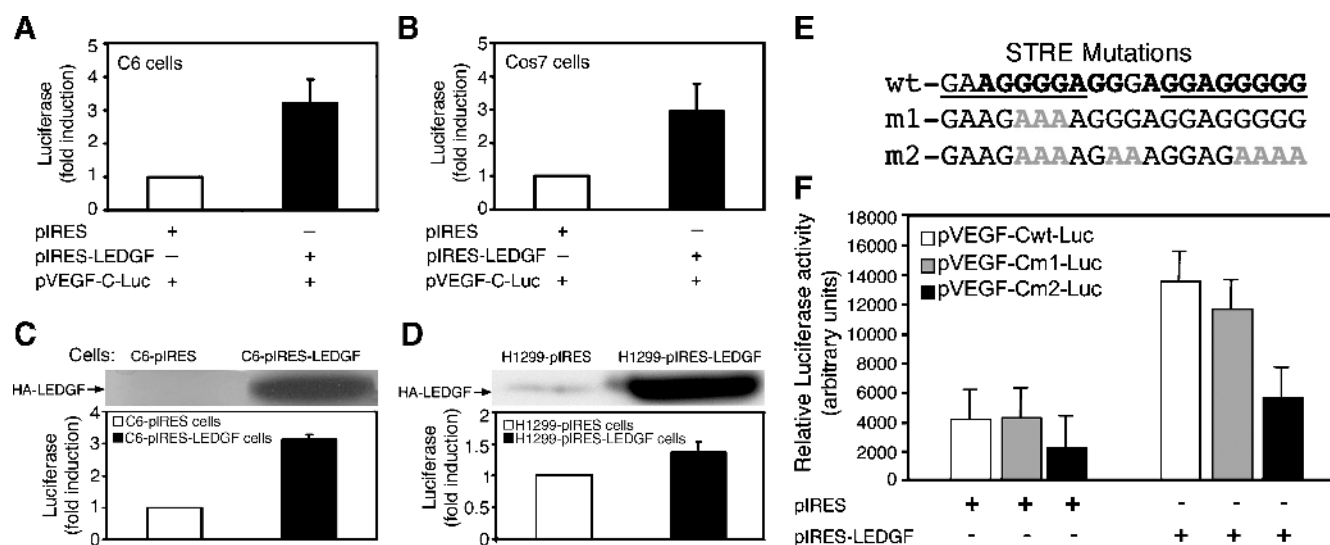 A
C6 cells
Luciferase
(fold induction)
5
4
3
2
1
0
pIRES + –
pIRES-LEDGF – +
pVEGF-C-Luc + +
B
Cos7 cells
Luciferase
(fold induction)
5
4
3
2
1
0
pIRES + –
pIRES-LEDGF – +
pVEGF-C-Luc + +
C
Cells: C6-pIRES C6-pIRES-LEDGF
HA-LEDGF
C6-pIRES cells
C6-pIRES-LEDGF cells
Luciferase
(fold induction)
4
3
2
1
0
D
H1299-pIRES H1299-pIRES-LEDGF
HA-LEDGF
H1299-pIRES cells
H1299-pIRES-LEDGF cells
Luciferase
(fold induction)
2
1.5
1
0.5
0
E
STRE Mutations
wt-GAAGGGGAGGGAGGAGGGGG
m1-GAAGAAAAGGGAGGAGGGGG
m2-GAAGAAAAGAAAGGAGAAAA
F
pVEGF-Cwt-Luc
pVEGF-Cm1-Luc
pVEGF-Cm2-Luc
Relative Luciferase activity
(arbitrary units)
18000
16000
14000
12000
10000
8000
6000
4000
2000
0
pIRES + + + - - -
pIRES-LEDGF - - - + + +